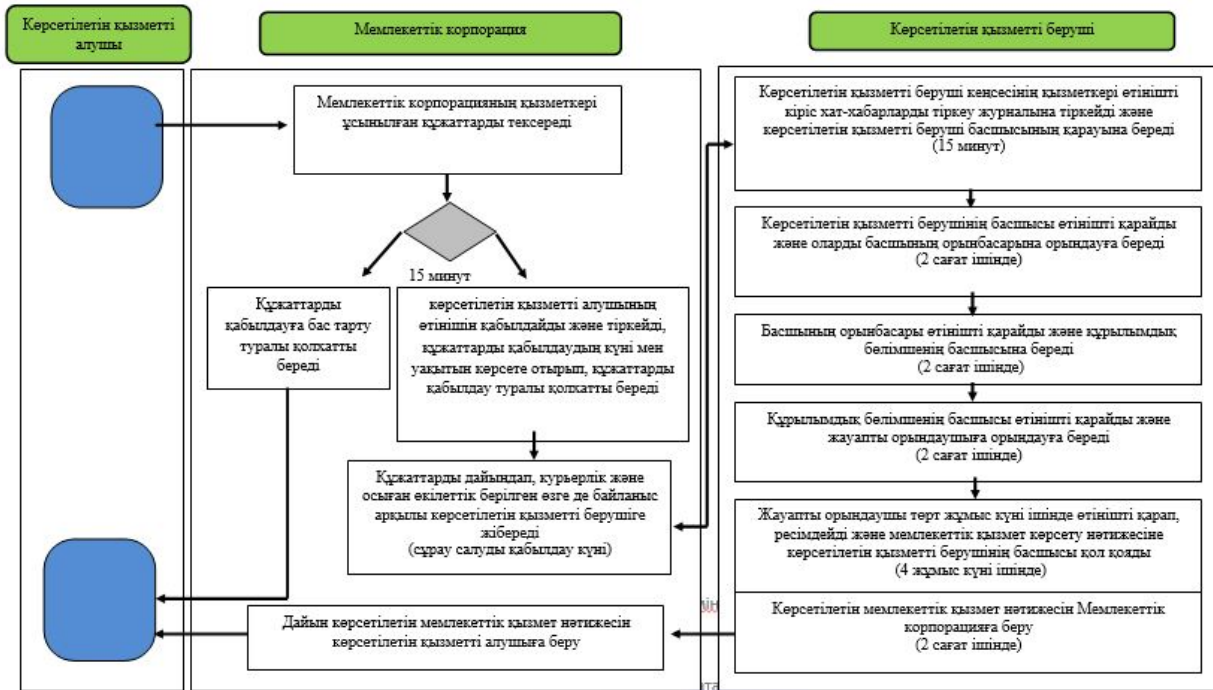 Көрсетілетін қызметті
алушы
Мемлекеттік корпорация
Көрсетілетін қызметті беруші
Мемлекеттік корпорацияның қызметкері
ұсынылған құжаттарды тексереді
15 минут
Құжаттарды
қабылдауға бас тарту
туралы қолхатты
береді
көрсетілетін қызметті алушының
өтінішін қабылдайды және тіркейді,
құжаттарды қабылдаудың күні мен
уақытын көрсете отырып, құжаттарды
қабылдау туралы қолхатты береді
Құжаттарды дайындап, курьерлік және
осыған өкілеттік берілген өзге де байланыс
арқылы көрсетілетін қызметті берушіге
жібереді
(сұрау салуды қабылдау күні)
Дайын көрсетілетін мемлекеттік қызмет нәтижесін
көрсетілетін қызметті алушыға беру
Көрсетілетін қызметті беруші кеңсесінің қызметкері өтінішті
кіріс хат-хабарларды тіркеу журналына тіркейді және
көрсетілетін қызметті беруші басшысының қарауына береді
(15 минут)
Көрсетілетін қызметті берушінің басшысы өтінішті қарайды
және оларды басшының орынбасарына орындауға береді
(2 сағат ішінде)
Басшының орынбасары өтінішті қарайды және құрылымдық
бөлімшенің басшысына береді
(2 сағат ішінде)
Құрылымдық бөлімшенің басшысы өтінішті қарайды және
жауапты орындаушыға орындауға береді
(2 сағат ішінде)
Жауапты орындаушы төрт жұмыс күні ішінде өтінішті қарап,
ресімдейді және мемлекеттік қызмет көрсету нәтижесіне
көрсетілетін қызметті берушінің басшысы қол қояды
(4 жұмыс күні ішінде)
Көрсетілетін мемлекеттік қызмет нәтижесін Мемлекеттік
корпорацияға беру
(2 сағат ішінде)